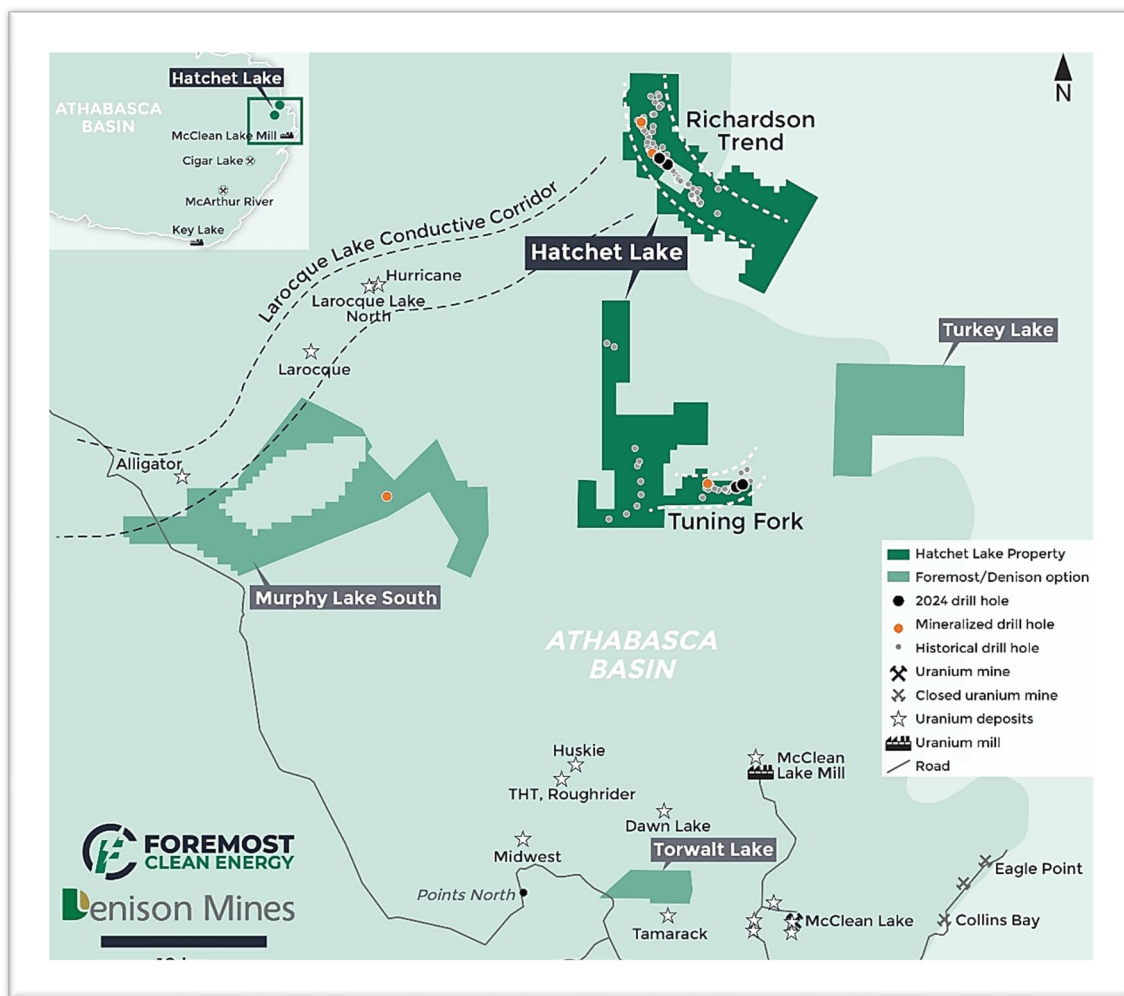 Hatchet Lake
ATHABASCA
BASIN
McClean Lake Mill
Cigar Lake
McArthur River
Key Lake
N
Richardson
Trend
Larocque Lake Conductive Corridor
Hatchet Lake
Hurricane
Larocque Lake
North
Larocque
Turkey Lake
Alligator
Tuning Fork
Murphy Lake South
ATHABASCA
BASIN
Hatchet Lake Property
Foremost/Denison option
2024 drill hole
Mineralized drill hole
Historical drill hole
Uranium mine
Closed uranium mine
Uranium deposits
Uranium mill
Road
Huskie
THT, Roughrider
McClean
Lake Mill
Dawn Lake
Midwest
Torwalt Lake
Points North
Tamarack
McClean Lake
Eagle Point
Collins Bay
FOREMOST
CLEAN ENERGY
Denison Mines